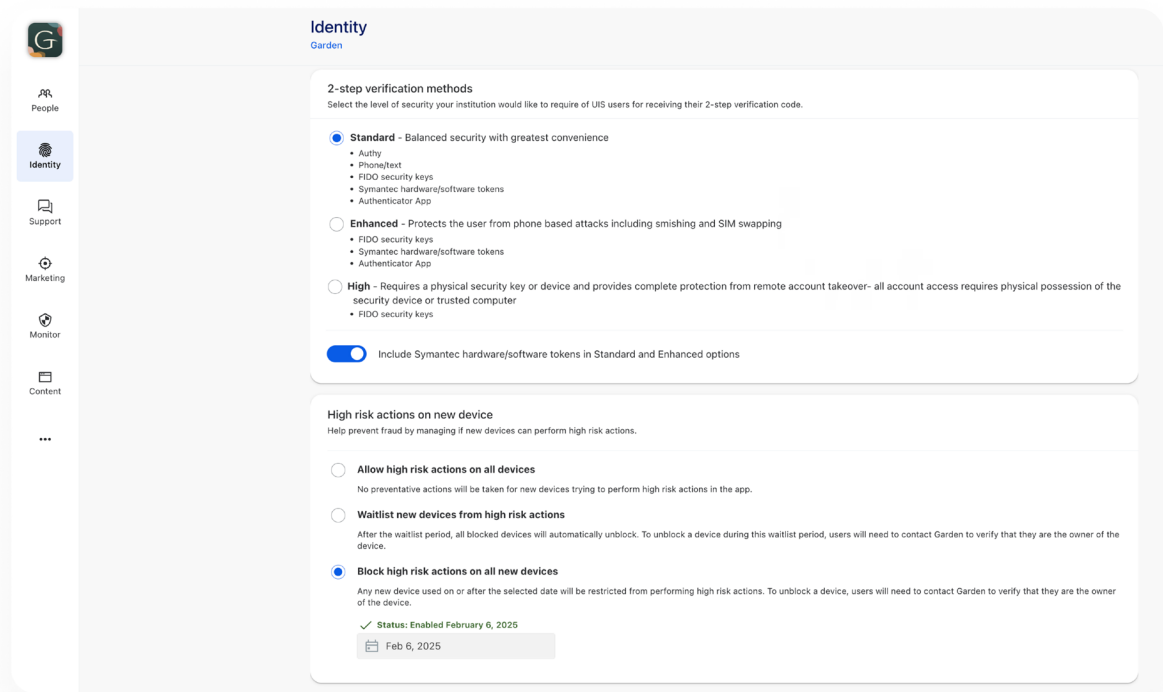 G
Identity
Garden
People
Identity
Support
Marketing
Monitor
Content
2-step verification methods
Select the level of security your institution would like to require of UIS users for receiving their 2-step verification code.
Standard - Balanced security with greatest convenience
• Authy
• Phone/text
• FIDO security keys
• Symantec hardware/software tokens
• Authenticator App
Enhanced - Protects the user from phone based attacks including smishing and SIM swapping
• FIDO security keys
• Symantec hardware/software tokens
• Authenticator App
High - Requires a physical security key or device and provides complete protection from remote account takeover- all account access requires physical possession of the
security device or trusted computer
• FIDO security keys
Include Symantec hardware/software tokens in Standard and Enhanced options
High risk actions on new device
Help prevent fraud by managing if new devices can perform high risk actions.
Allow high risk actions on all devices
No preventative actions will be taken for new devices trying to perform high risk actions in the app.
Waitlist new devices from high risk actions
After the waitlist period, all blocked devices will automatically unblock. To unblock a device during this waitlist period, users will need to contact Garden to verify that they are the owner of the
device.
Block high risk actions on all new devices
Any new device used on or after the selected date will be restricted from performing high risk actions. To unblock a device, users will need to contact Garden to verify that they are the owner
of the device.
Status: Enabled February 6, 2025
Feb 6, 2025